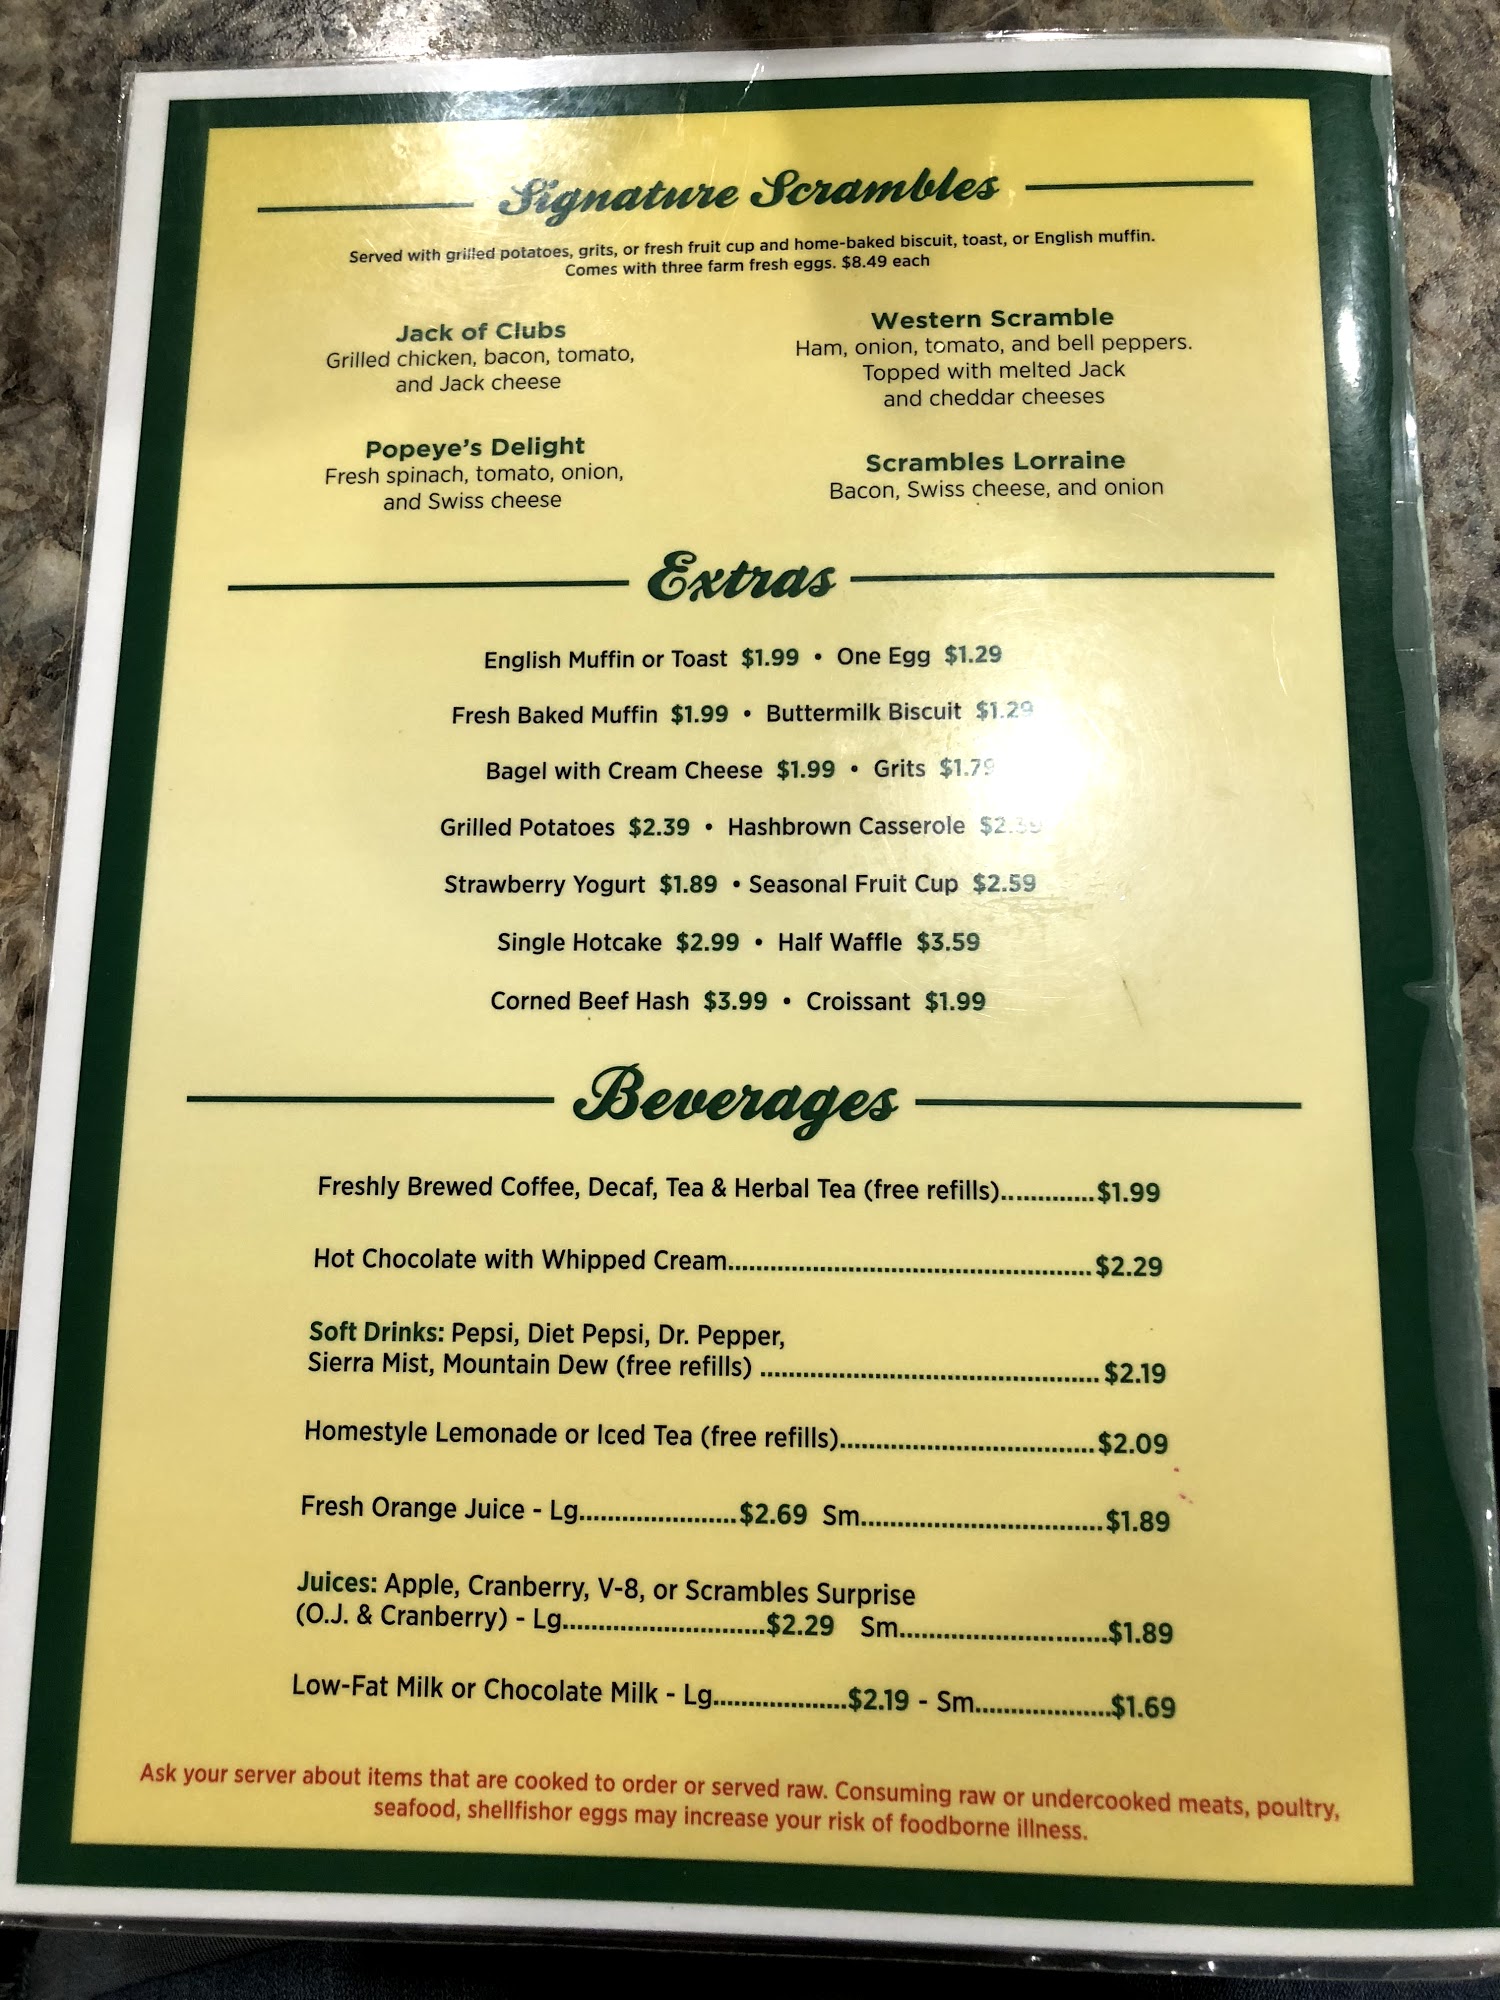 Signature Scrambles
Served with grilled potatoes, grits, or fresh fruit cup and home-baked biscuit, toast, or English muffin.
Comes with three farm fresh eggs. $8.49 each
Jack of Clubs
Grilled chicken, bacon, tomato,
and Jack cheese
Western Scramble
Ham, onion, tomato, and bell peppers.
Topped with melted Jack
and cheddar cheeses
Popeye's Delight
Fresh spinach, tomato, onion,
and Swiss cheese
Scrambles Lorraine
Bacon, Swiss cheese, and onion
Extras
English Muffin or Toast $1.99 • One Egg $1.29
Fresh Baked Muffin $1.99 • Buttermilk Biscuit $1.29
Bagel with Cream Cheese $1.99 • Grits $1.79
Grilled Potatoes $2.39 • Hashbrown Casserole
Strawberry Yogurt $1.89 • Seasonal Fruit Cup $2.59
Single Hotcake $2.99 • Half Waffle $3.59
Corned Beef Hash $3.99 • Croissant $1.99
Beverages
Freshly Brewed Coffee, Decaf, Tea & Herbal Tea (free refills).............$1.99
Hot Chocolate with Whipped Cream..................................................$2.29
Soft Drinks: Pepsi, Diet Pepsi, Dr. Pepper,
Sierra Mist, Mountain Dew (free refills) ...............................................$2.19
Homestyle Lemonade or Iced Tea (free refills)...................................$2.09
Fresh Orange Juice - Lg......................$2.69 Sm..................................$1.89
Juices: Apple, Cranberry, V-8, or Scrambles Surprise
(O.J. & Cranberry) - Lg............................$2.29 Sm.............................$1.89
Low-Fat Milk or Chocolate Milk - Lg...................$2.19 - Sm...................$1.69
Ask your server about items that are cooked to order or served raw. Consuming raw or undercooked meats, poultry,
seafood, shellfishor eggs may increase your risk of foodborne illness.